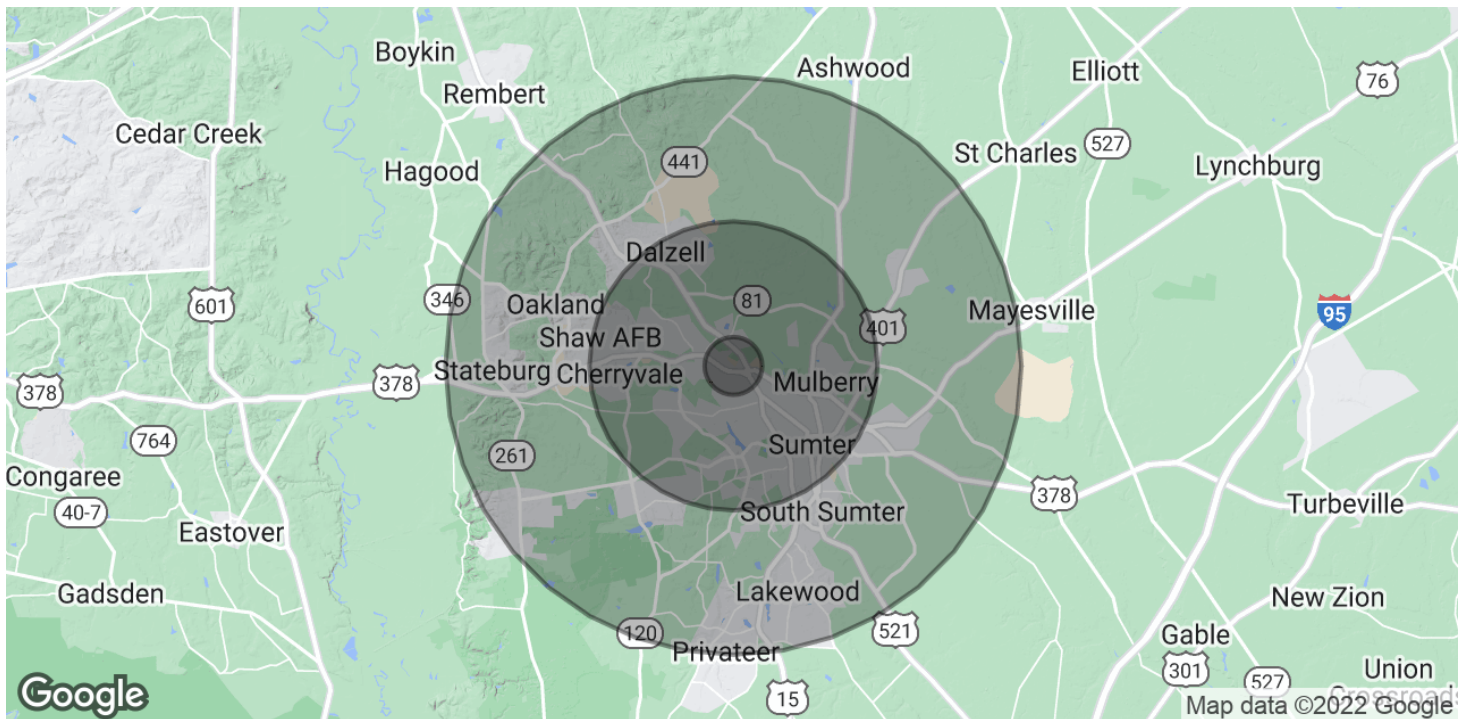 Boykin
Ashwood
Elliott
76
Rembert
Cedar Creek
527
St Charles
441
Lynchburg
Hagood
Dalzell
346
Oakland
81
601
Mayesville
95
401
Shaw AFB
Stateburg
Cherryvale
Mulberry
378
378
764
Sumter
261
Congaree
378
40-7
South Sumter
Turbeville
Eastover
Gadsden
Lakewood
New Zion
120
521
Gable
Privateer
301
Union
Crossroads
527
15
Google
Map data ©2022 Google